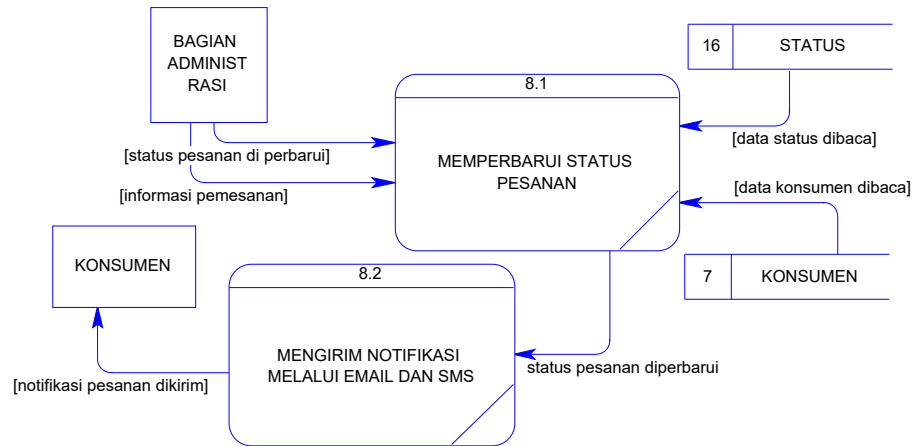 BAGIAN
ADMINIST
RASI
16 STATUS
8.1
[status pesanan di perbarui]
[data status dibaca]
MEMPERBARUI STATUS
PESANAN
[informasi pemesanan]
[data konsumen dibaca]
KONSUMEN
8.2
7 KONSUMEN
MENGIRIM NOTIFIKASI
MELALUI EMAIL DAN SMS
status pesanan diperbarui
[notifikasi pesanan dikirim]